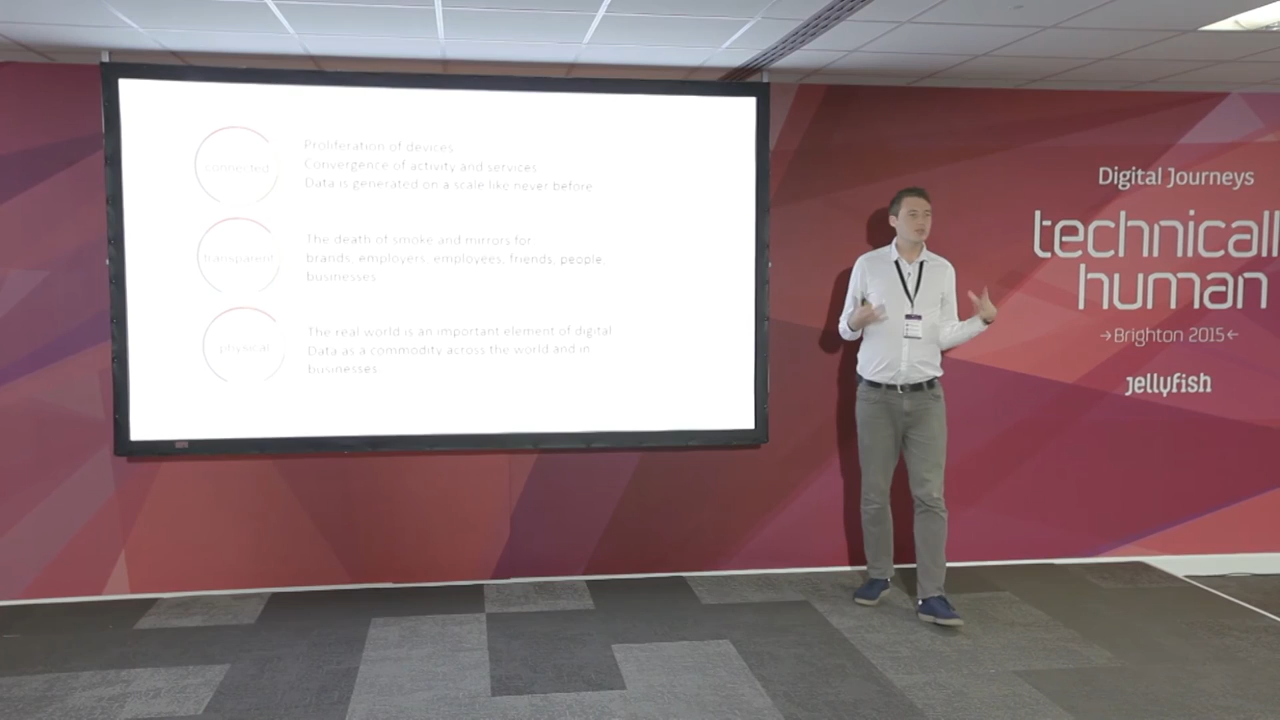 connected
Proliferation of devices
Convergence of activity and services
Data is generated on a scale like never before
transparent
The death of smoke and mirrors for
brands, employers, employees, friends, people,
businesses
physical
The real world is an important element of digital
Data as a commodity across the world and in
businesses.
Digital Journeys
technicall
human
→Brighton 2015←
jellyfish